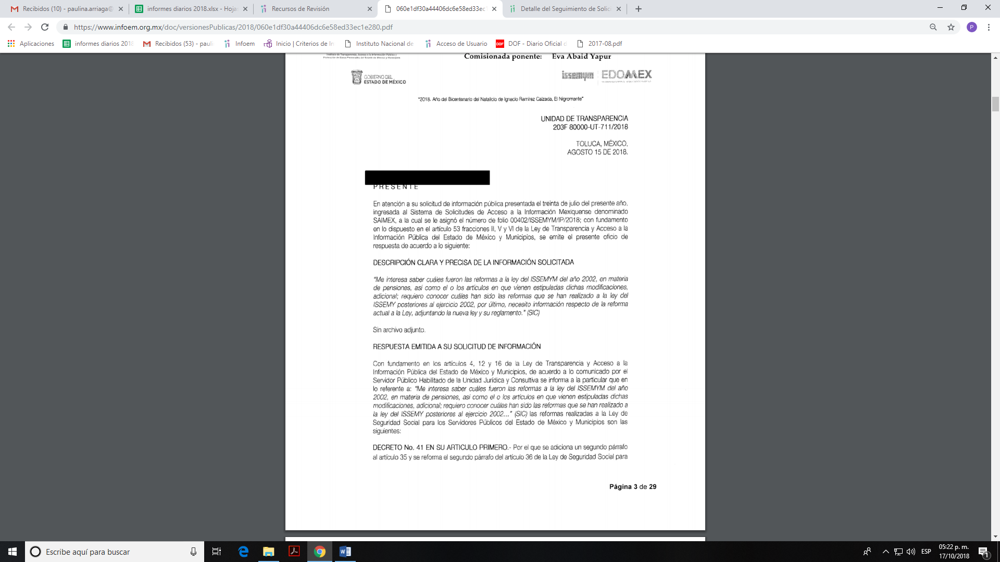 Recibidos (10) - paulina.arriaga@
informes diarios 2018.xlsx - Hoja
Recursos de Revisión
060e1df30a44406dc6e58ed33ec
Detalle del Seguimiento de Solici
https://www.infoem.org.mx/doc/versionesPublicas/2018/060e1df30a44406dc6e58ed33ec1e280.pdf
P
Aplicaciones
informes diarios 2018
Recibidos (53) - pauli
Infoem
Inicio | Criterios de In
Instituto Nacional de
Acceso de Usuario
DOF - Diario Oficial d
2017-08.pdf
Instituto de Transparencia, Acceso a la Información Pública y
Protección de Datos Personales del Estado de México y Municipios
Comisionada ponente: Eva Abaid Yapur
GOBIERNO DEL
ESTADO DE MÉXICO
issemym
EDOMEX
"2018. Año del Bicentenario del Natalicio de Ignacio Ramírez Calzada, El Nigromante"
UNIDAD DE TRANSPARENCIA
203F 80000-UT-711/2018
TOLUCA, MÉXICO,
AGOSTO 15 DE 2018.
PRESENTE
En atención a su solicitud de información pública presentada el treinta de julio del presente año,
ingresada al Sistema de Solicitudes de Acceso a la Información Mexiquense denominado
SAIMEX, a la cual se le asignó el número de folio 00402/ISSEMYM/IP/2018; con fundamento
en lo dispuesto en el artículo 53 fracciones II, V y VI de la Ley de Transparencia y Acceso a la
Información Pública del Estado de México y Municipios, se emite el presente oficio de
respuesta de acuerdo a lo siguiente:
DESCRIPCIÓN CLARA Y PRECISA DE LA INFORMACIÓN SOLICITADA
"Me interesa saber cuáles fueron las reformas a la ley del ISSEMYM del año 2002, en materia
de pensiones, así como el o los artículos en que vienen estipuladas dichas modificaciones,
adicional; requiero conocer cuáles han sido las reformas que se han realizado a la ley del
ISSEMY posteriores al ejercicio 2002, por último, necesito información respecto de la reforma
actual a la Ley, adjuntando la nueva ley y su reglamento." (SIC)
Sin archivo adjunto.
RESPUESTA EMITIDA A SU SOLICITUD DE INFORMACIÓN
Con fundamento en los artículos 4, 12 y 16 de la Ley de Transparencia y Acceso a la
Información Pública del Estado de México y Municipios, de acuerdo a lo comunicado por el
Servidor Público Habilitado de la Unidad Jurídica y Consultiva se informa a la particular que en
lo referente a: "Me interesa saber cuáles fueron las reformas a la ley del ISSEMYM del año
2002, en materia de pensiones, así como el o los artículos en que vienen estipuladas dichas
modificaciones, adicional; requiero conocer cuáles han sido las reformas que se han realizado a
la ley del ISSEMY posteriores al ejercicio 2002..." (SIC) las reformas realizadas a la Ley de
Seguridad Social para los Servidores Públicos del Estado de México y Municipios son las
siguientes:
DECRETO No. 41 EN SU ARTICULO PRIMERO.- Por el que se adiciona un segundo párrafo
al artículo 35 y se reforma el segundo párrafo del artículo 36 de la Ley de Seguridad Social para
Página 3 de 29
Escribe aquí para buscar
ESP
05:22 p. m.
17/10/2018
1